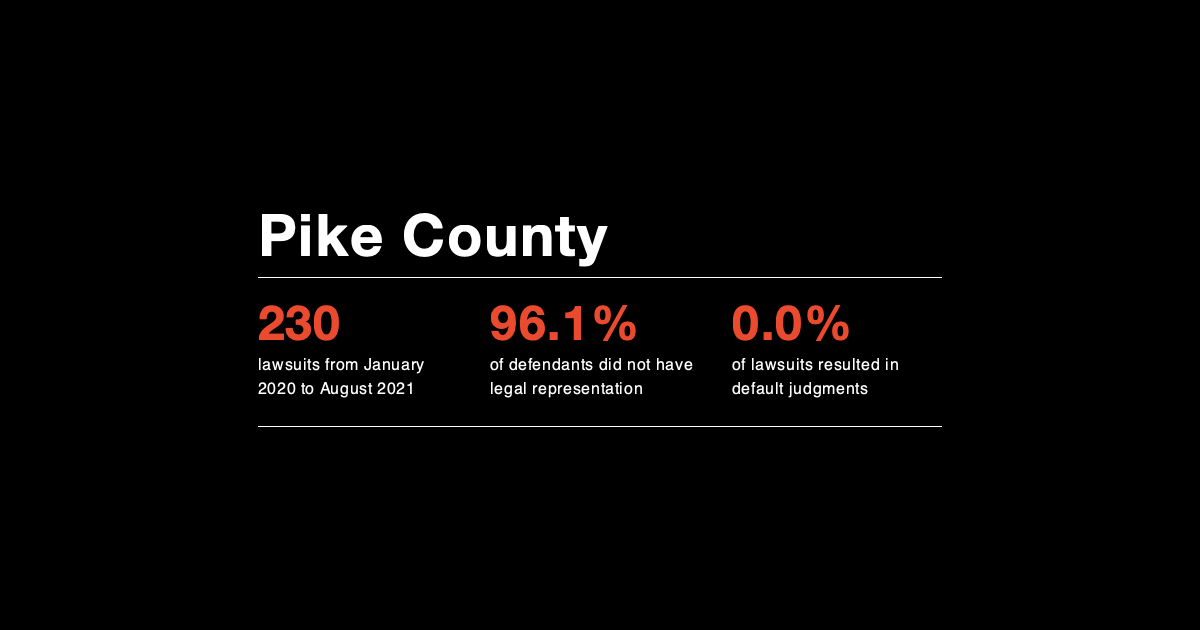 Pike County
230
lawsuits from January
2020 to August 2021
96.1%
of defendants did not have
legal representation
0.0%
of lawsuits resulted in
default judgments